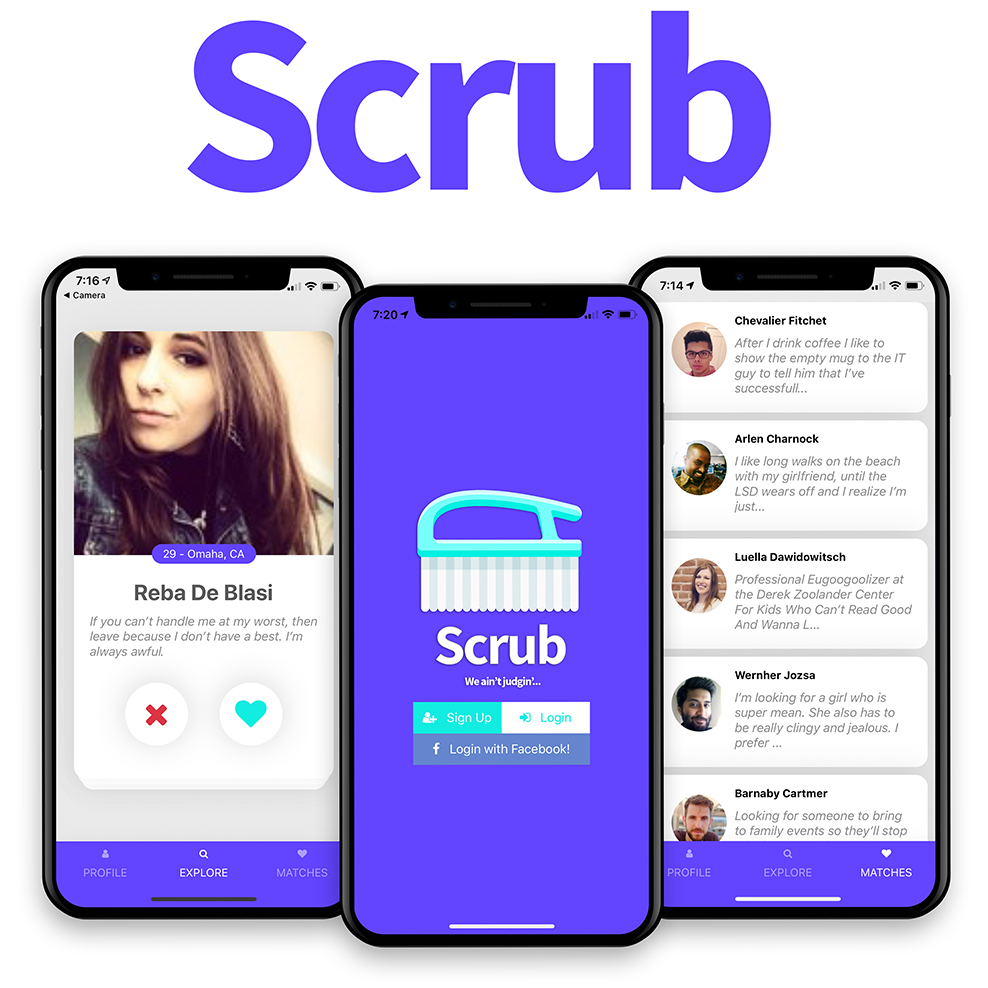 Scrub
7:16
Camera
29 - Omaha, CA
Reba De Blasi
If you can't handle me at my worst, then
leave because I don't have a best. I'm
always awful.
PROFILE
EXPLORE
MATCHES
7:20
Scrub
We ain't judgin'...
Sign Up
Login
Login with Facebook!
7:14
Chevalier Fitchet
After I drink coffee I like to
show the empty mug to the IT
guy to tell him that I've
successfull...
Arlen Charnock
I like long walks on the beach
with my girlfriend, until the
LSD wears off and I realize I'm
just...
Luella Dawidowitsch
Professional Eugoogoolizer at
the Derek Zoolander Center
For Kids Who Can't Read Good
And Wanna L...
Wernher Jozsa
I'm looking for a girl who is
super mean. She also has to
be really clingy and jealous. I
prefer ...
Barnaby Cartmer
Looking for someone to bring
to family events so they'll stop
PROFILE
EXPLORE
MATCHES